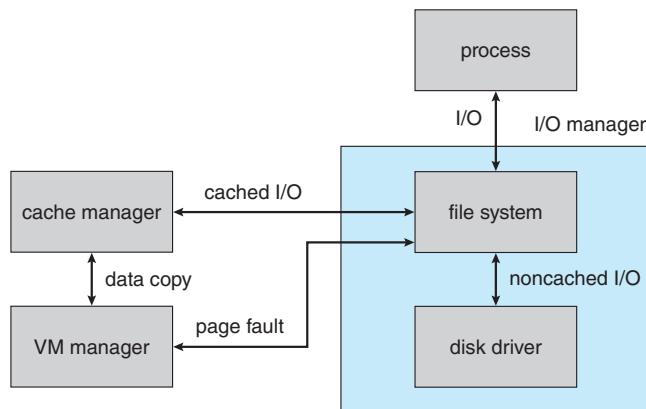 process
I/O
I/O manager
cache manager
cached I/O
file system
data copy
noncached I/O
page fault
VM manager
disk driver